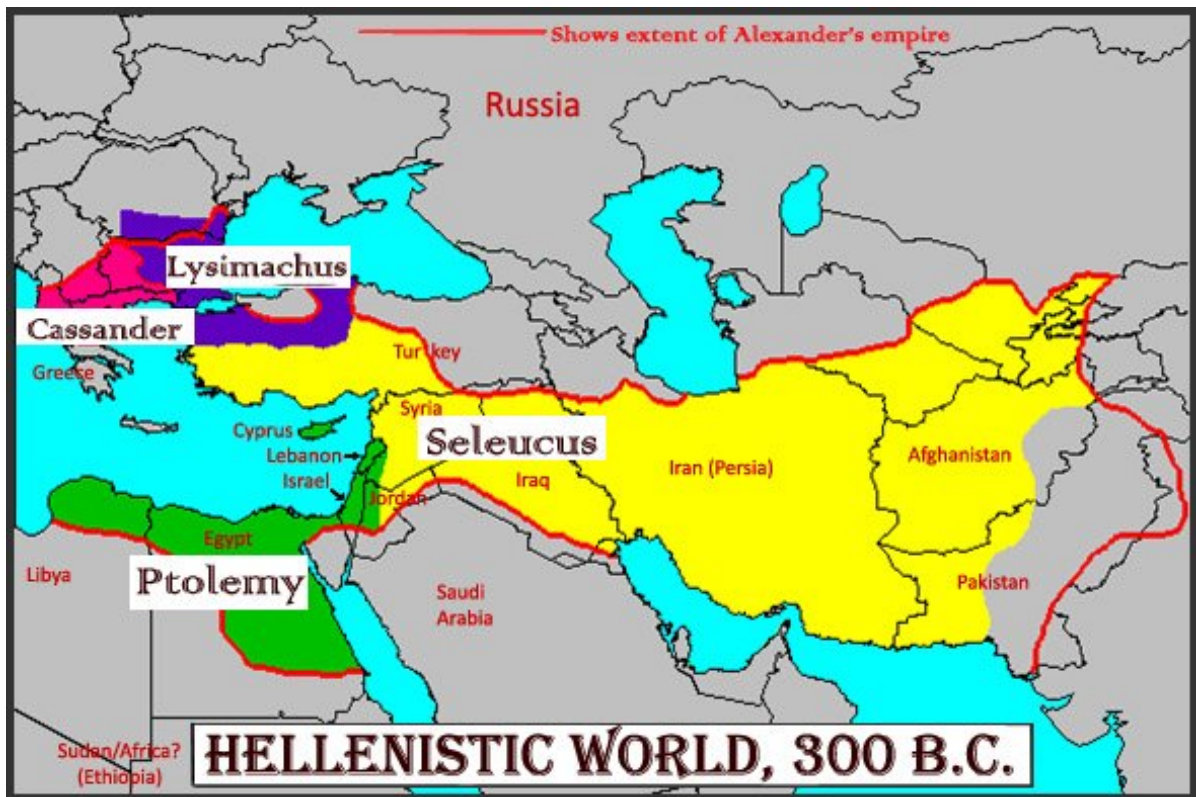 Shows extent of Alexander's empire
Russia
Lysimachus
Cassander
Greece
Turkey
Syria
Cyprus
Seleucus
Lebanon
Israel
Iraq
Iran (Persia)
Afghanistan
Jordan
Egypt
Libya
Ptolemy
Pakistan
Saudi
Arabia
Sudan/Africa?
(Ethiopia)
HELLENISTIC WORLD, 300 B.C.